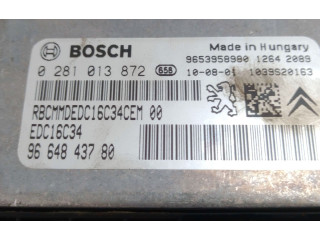 BOSCH
Made in Hungary
9653958980 1264 2089
0 281 013 872 658 10-08-01 1039S20163
RBCMMDEDC16C34CEM 00
EDC16C34
96 648 437 80